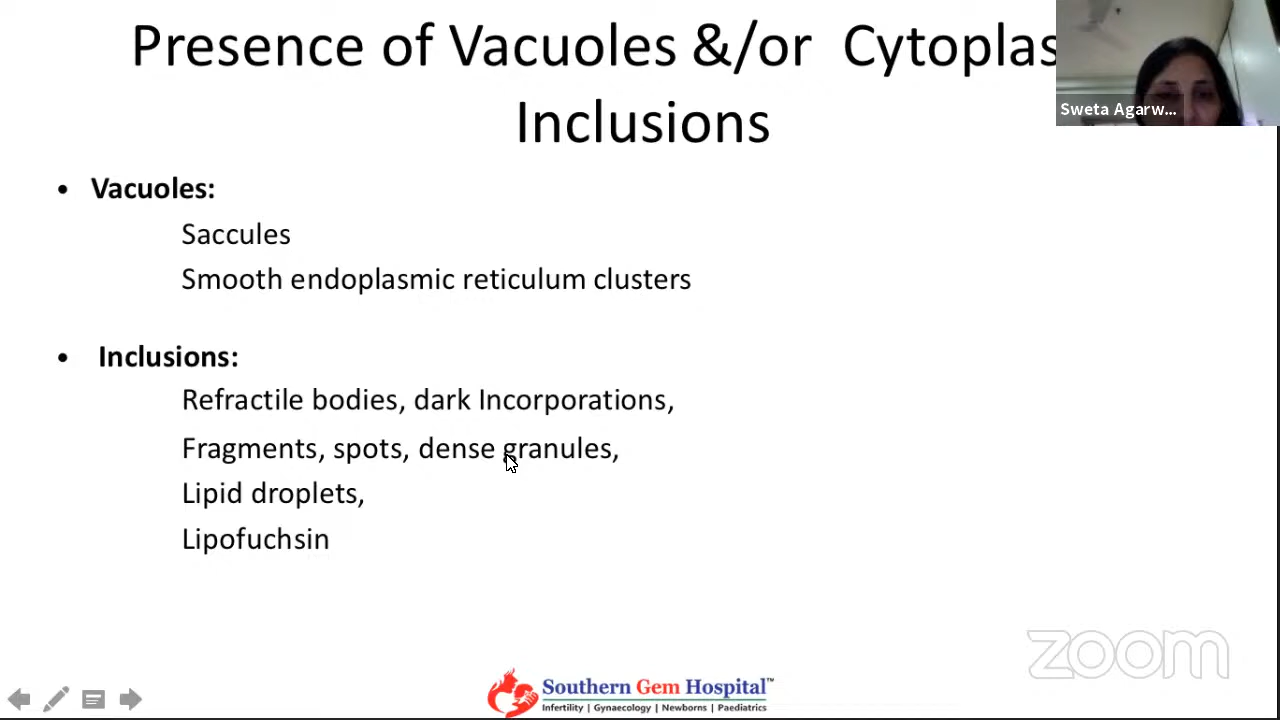 Presence of Vacuoles &/or Cytoplas
Inclusions
Sweta Agarw...
• Vacuoles:
Saccules
Smooth endoplasmic reticulum clusters
• Inclusions:
Refractile bodies, dark Incorporations,
Fragments, spots, dense granules,
Lipid droplets,
Lipofuchsin
zoom
Southern Gem Hospital™
Infertility | Gynaecology | Newborns | Paediatrics